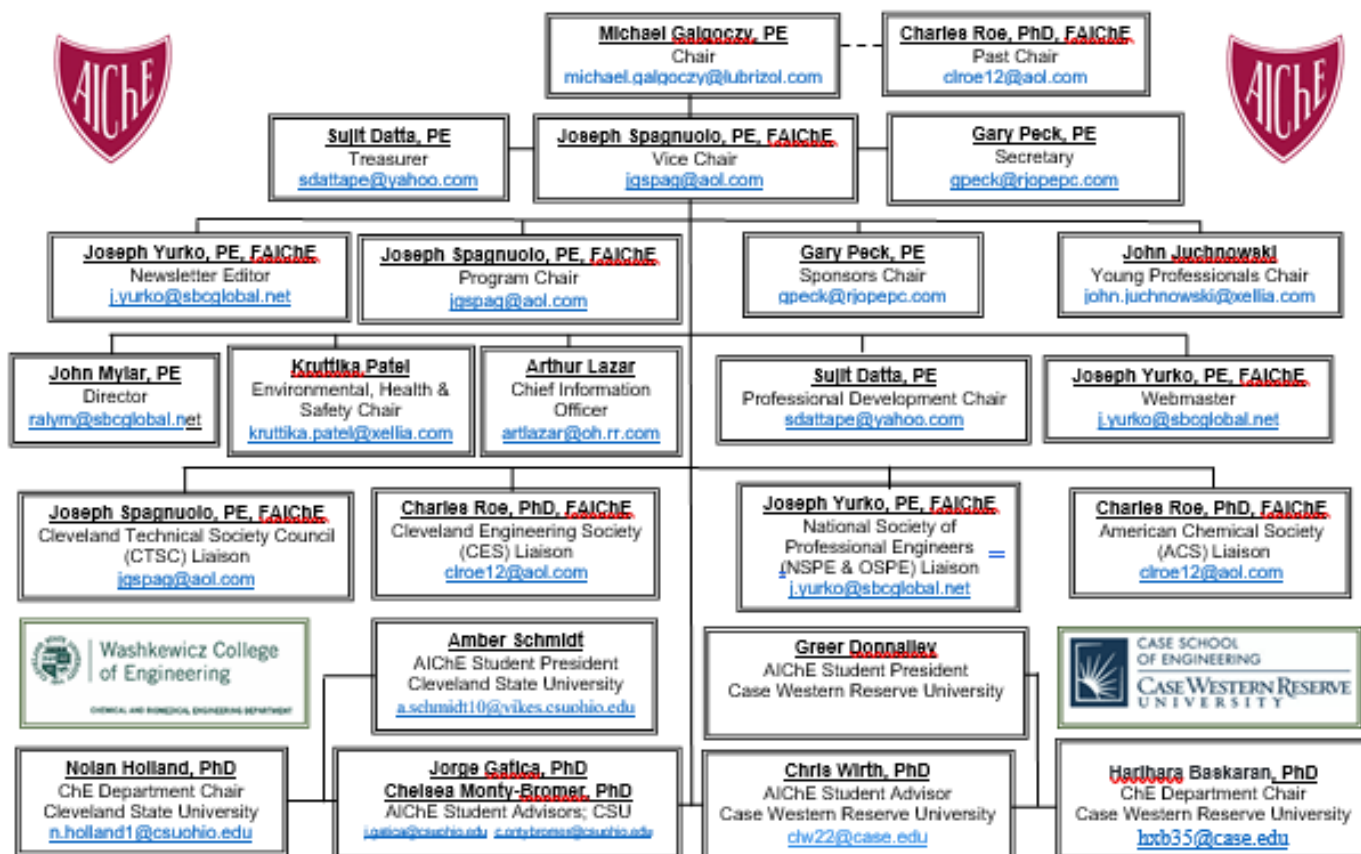 AIChE
AIChE
Michael Galgoczy, PE
Chair
michael.galgoczy@lubrizol.com
Charles Roe, PhD, FAIChE
Past Chair
clroe12@aol.com
Sujit Datta, PE
Treasurer
sdattape@yahoo.com
Joseph Spagnuolo, PE, FAIChE
Vice Chair
jgspag@aol.com
Gary Peck, PE
Secretary
gpeck@rjopepc.com
Joseph Yurko, PE, FAIChE
Newsletter Editor
j.yurko@sbcglobal.net
Joseph Spagnuolo, PE, FAIChE
Program Chair
jgspag@aol.com
Gary Peck, PE
Sponsors Chair
gpeck@rjopepc.com
John Juchnowski
Young Professionals Chair
john.juchnowski@xellia.com
John Mylar, PE
Director
ralym@sbcglobal.net
Kruttika Patel
Environmental, Health &
Safety Chair
kruttika.patel@xellia.com
Arthur Lazar
Chief Information
Officer
artlazar@oh.rr.com
Sujit Datta, PE
Professional Development Chair
sdattape@yahoo.com
Joseph Yurko, PE, FAIChE
Webmaster
j.yurko@sbcglobal.net
Joseph Spagnuolo, PE, FAIChE
Cleveland Technical Society Council
(CTSC) Liaison
jgspag@aol.com
Charles Roe, PhD, FAIChE
Cleveland Engineering Society
(CES) Liaison
clroe12@aol.com
Joseph Yurko, PE, FAIChE
National Society of
Professional Engineers
(NSPE & OSPE) Liaison
j.yurko@sbcglobal.net
Charles Roe, PhD, FAIChE
American Chemical Society
(ACS) Liaison
clroe12@aol.com
Washkewicz College
of Engineering
CHEMICAL AND BIOMEDICAL ENGINEERING DEPARTMENT
Amber Schmidt
AIChE Student President
Cleveland State University
a.schmidt10@vikes.csuohio.edu
Greer Donnalley
AIChE Student President
Case Western Reserve University
CASE SCHOOL
OF ENGINEERING
CASE WESTERN RESERVE
UNIVERSITY
Nolan Holland, PhD
ChE Department Chair
Cleveland State University
n.holland1@csuohio.edu
Jorge Gatica, PhD
Chelsea Monty-Bromer, PhD
AIChE Student Advisors; CSU
j.gatica@csuohio.edu
Chris Wirth, PhD
AIChE Student Advisor
Case Western Reserve University
clw22@case.edu
Harihara Baskaran, PhD
ChE Department Chair
Case Western Reserve University
hxb35@case.edu